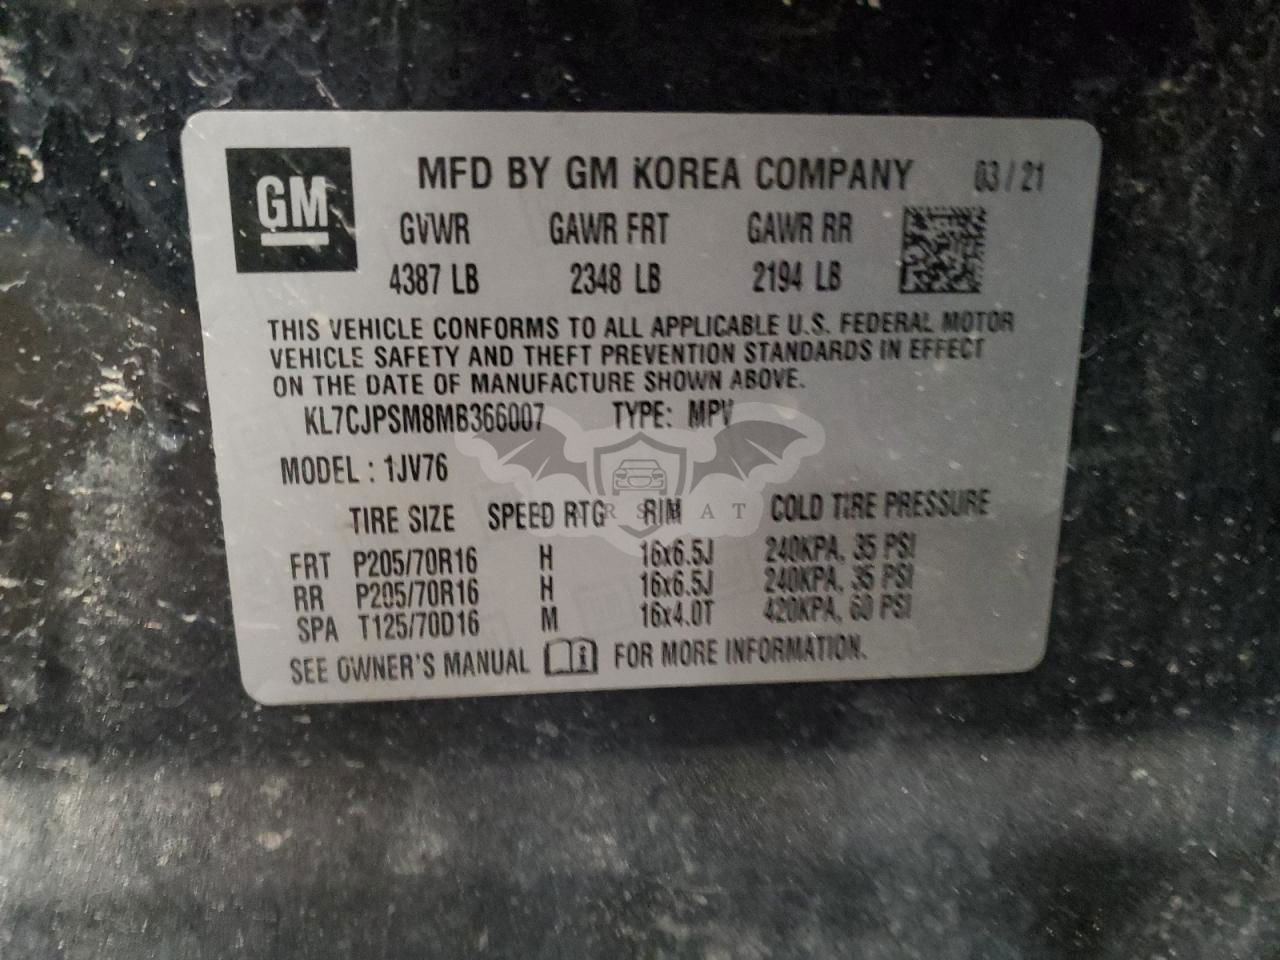 GM
MFD BY GM KOREA COMPANY 03/21
GVWR GAWR FRT GAWR RR
4387 LB 2348 LB 2194 LB
THIS VEHICLE CONFORMS TO ALL APPLICABLE U.S. FEDERAL MOTOR
VEHICLE SAFETY AND THEFT PREVENTION STANDARDS IN EFFECT
ON THE DATE OF MANUFACTURE SHOWN ABOVE.
KL7CJPSM8MB366007 TYPE: MPV
MODEL : 1JV76
TIRE SIZE SPEED RTG RIM COLD TIRE PRESSURE
FRT P205/70R16 H 16x6.5J 240KPA, 35 PSI
RR P205/70R16 H 16x6.5J 240KPA, 35 PSI
SPA T125/70D16 M 16x4.0T 420KPA, 60 PSI
SEE OWNER'S MANUAL FOR MORE INFORMATION.